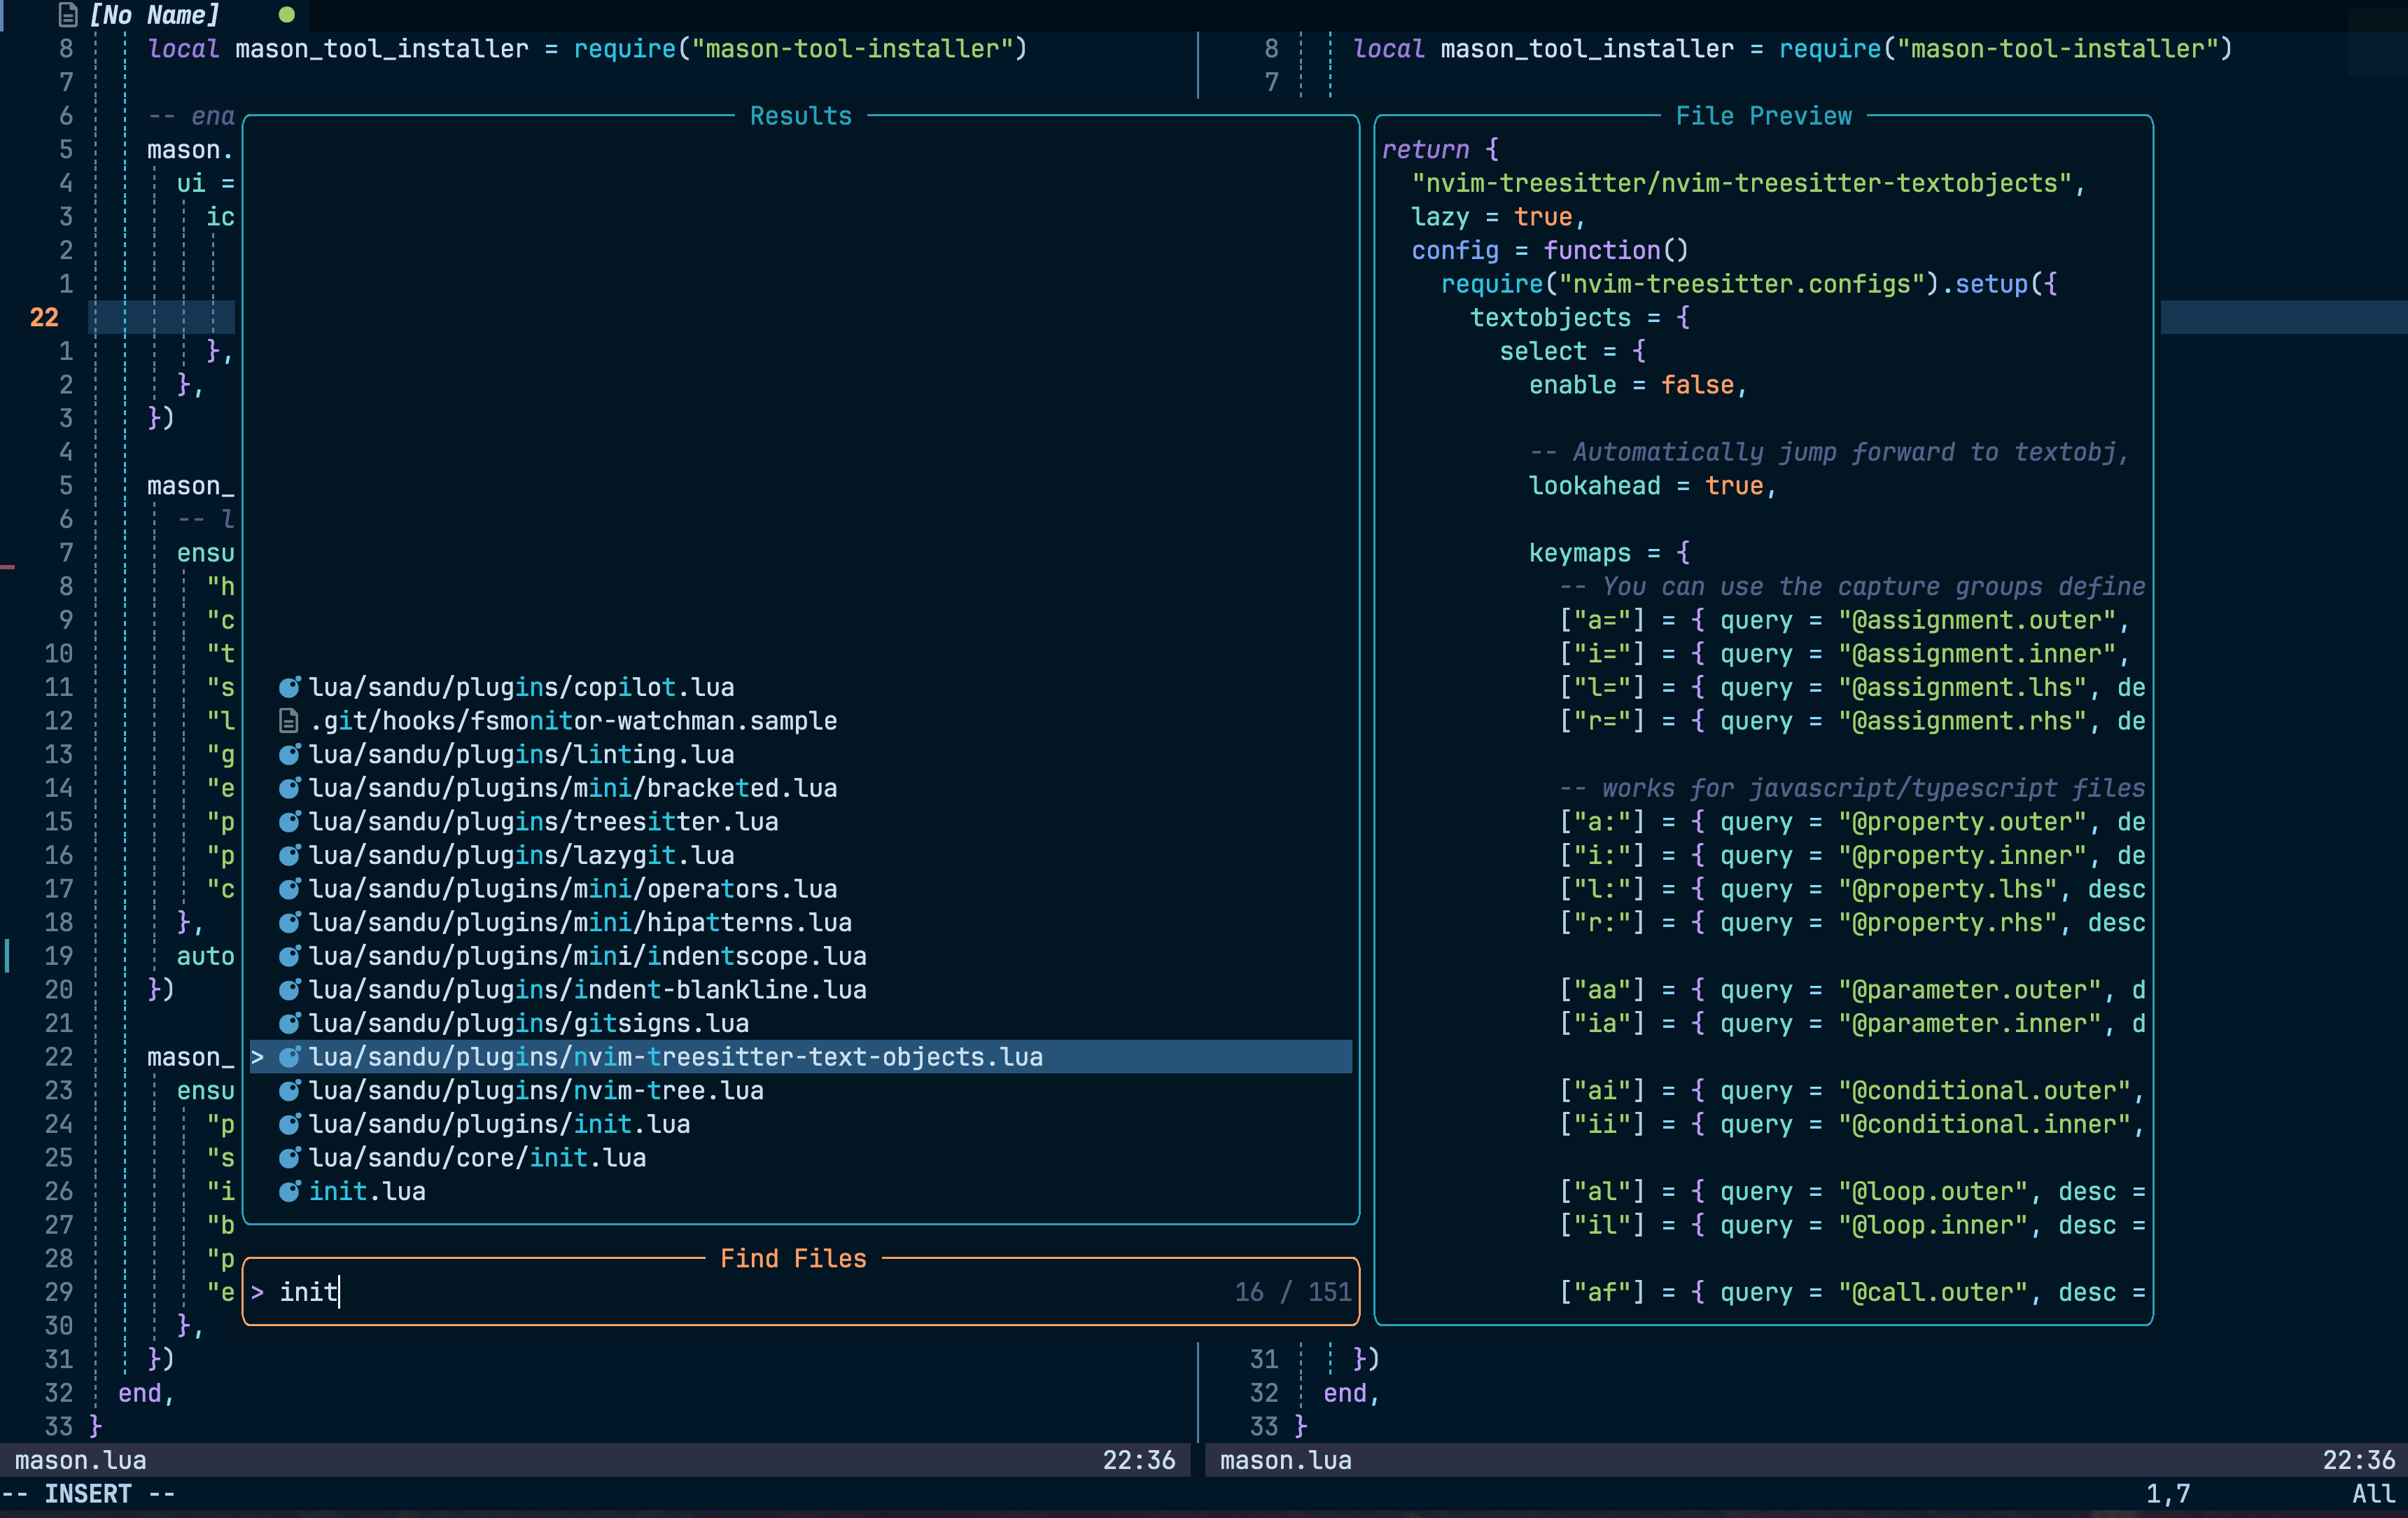 [No Name]
8 local mason_tool_installer = require("mason-tool-installer")
7
6 -- ena
5 mason.
4 ui =
3 ic
2
1
22
1 },
2 },
3 })
4
5 mason_
6 -- l
7 ensu
8 "h
9 "c
10 "t
11 "s
12 "l
13 "g
14 "e
15 "p
16 "p
17 "c
18 },
19 auto
20 })
21
22 mason_
23 ensu
24 "p
25 "s
26 "i
27 "b
28 "p
29 "e
30 },
31 })
32 end,
33 }
mason.lua 22:36
-- INSERT --
Results
lua/sandu/plugins/copilot.lua
.git/hooks/fsmonitor-watchman.sample
lua/sandu/plugins/linting.lua
lua/sandu/plugins/mini/bracketed.lua
lua/sandu/plugins/treesitter.lua
lua/sandu/plugins/lazygit.lua
lua/sandu/plugins/mini/operators.lua
lua/sandu/plugins/mini/hipatterns.lua
lua/sandu/plugins/mini/indentscope.lua
lua/sandu/plugins/indent-blankline.lua
lua/sandu/plugins/gitsigns.lua
> lua/sandu/plugins/nvim-treesitter-text-objects.lua
lua/sandu/plugins/nvim-tree.lua
lua/sandu/plugins/init.lua
lua/sandu/core/init.lua
init.lua
Find Files
> init 16 / 151
8 local mason_tool_installer = require("mason-tool-installer")
7
File Preview
return {
"nvim-treesitter/nvim-treesitter-textobjects",
lazy = true,
config = function()
require("nvim-treesitter.configs").setup({
textobjects = {
select = {
enable = false,
-- Automatically jump forward to textobj,
lookahead = true,
keymaps = {
-- You can use the capture groups define
["a="] = { query = "@assignment.outer",
["i="] = { query = "@assignment.inner",
["l="] = { query = "@assignment.lhs", de
["r="] = { query = "@assignment.rhs", de
-- works for javascript/typescript files
["a:"] = { query = "@property.outer", de
["i:"] = { query = "@property.inner", de
["l:"] = { query = "@property.lhs", desc
["r:"] = { query = "@property.rhs", desc
["aa"] = { query = "@parameter.outer", d
["ia"] = { query = "@parameter.inner", d
["ai"] = { query = "@conditional.outer",
["ii"] = { query = "@conditional.inner",
["al"] = { query = "@loop.outer", desc =
["il"] = { query = "@loop.inner", desc =
["af"] = { query = "@call.outer", desc =
31 })
32 end,
33 }
mason.lua 22:36
1,7 All